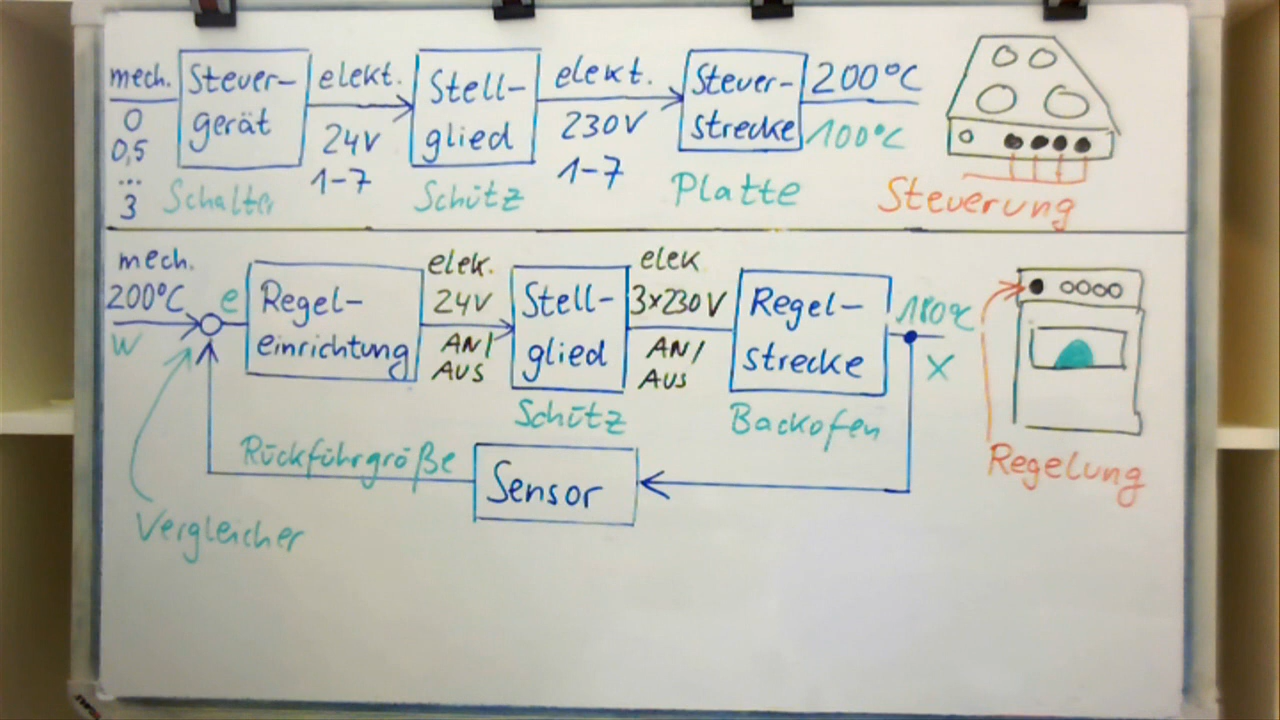 mech.
0
0,5
...
3
Steuer-
gerät
Schalter
elekt.
24V
1-7
Stell-
glied
Schütz
elekt.
230V
1-7
Steuer-
strecke
Platte
200°C
100°C
Steuerung
mech.
200°C
w
e
Regel-
einrichtung
elek.
24V
AN/
AUS
Stell-
glied
Schütz
elek
3x230V
AN/
AUS
Regel-
strecke
Backofen
180°C
x
Rückführgröße
Sensor
Vergleicher
Regelung